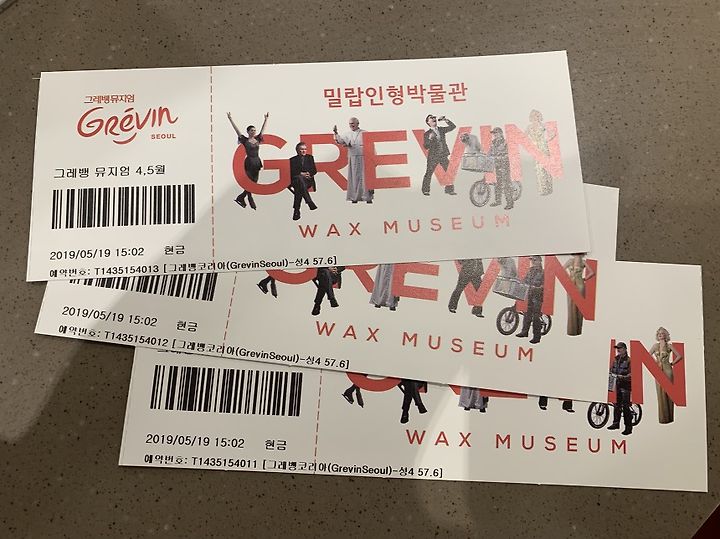 그레뱅 뮤지엄
Grévin
SEOUL
밀랍인형박물관
GREVIN
WAX MUSEUM
그레뱅 뮤지엄 4,5월
2019/05/19 15:02 현금
예약번호: T1435154013 [그레뱅코리아(GrevinSeoul)-성4 57.6]
GREVIN
WAX MUSEUM
2019/05/19 15:02 현금
예약번호: T1435154012 [그레뱅코리아(GrevinSeoul)-성4 57.6]
GREVIN
WAX MUSEUM
2019/05/19 15:02 현금
예약번호: T1435154011 [그레뱅코리아(GrevinSeoul)-성4 57.6]